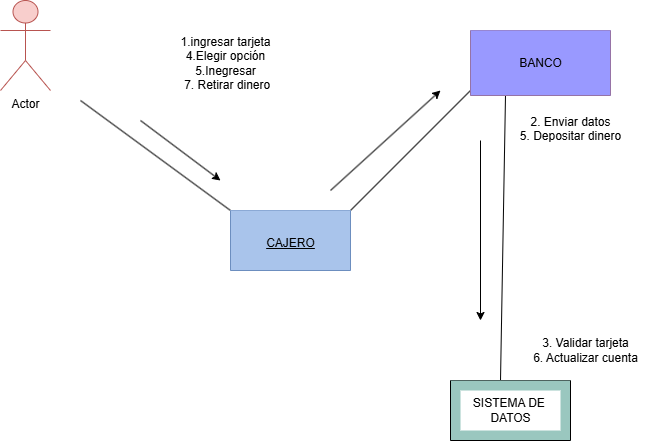 1.ingresar tarjeta
4.Elegir opción
5.Inegresar
7. Retirar dinero
Actor
BANCO
2. Enviar datos
5. Depositar dinero
CAJERO
3. Validar tarjeta
6. Actualizar cuenta
SISTEMA DE
DATOS